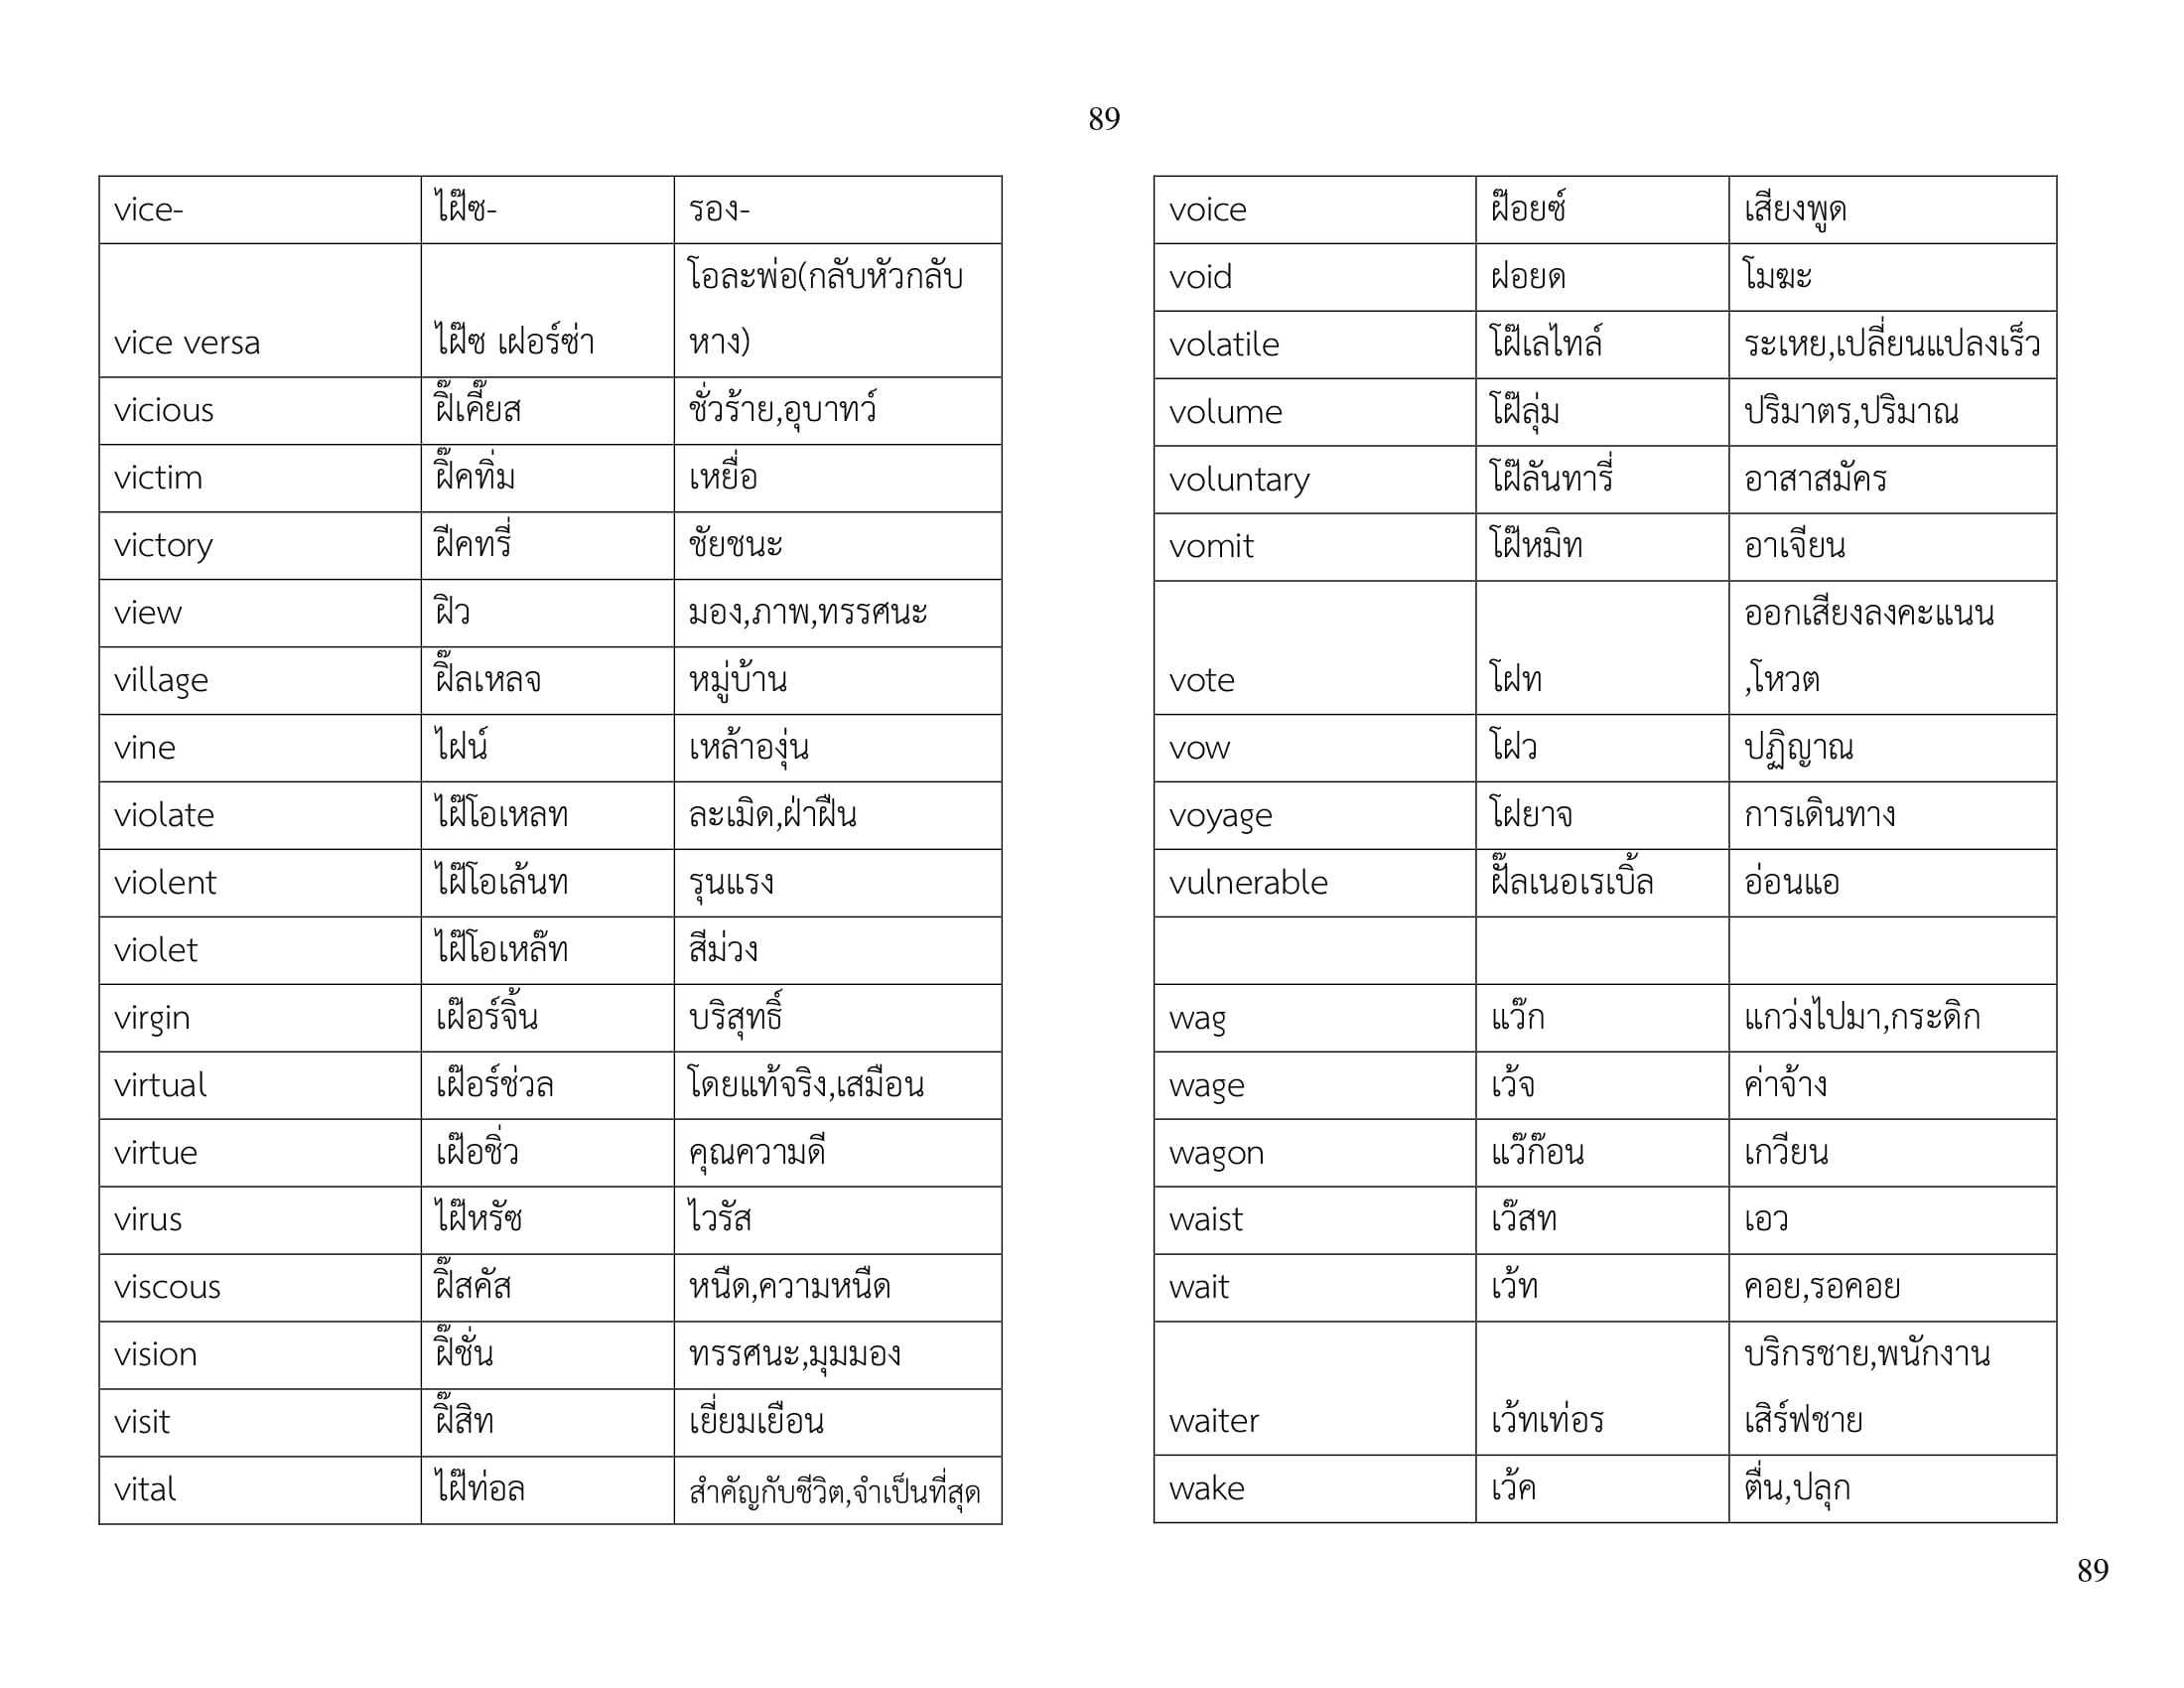 89
vice- ไฝ๊ซ- รอง-
โอละพ่อ(กลับหัวกลับ
vice versa ไฝ๊ซ เฝอร์ซ่า หาง)
vicious ฝิ๊เคี๊ยส ชั่วร้าย,อุบาทว์
victim ฝิ๊คทิ่ม เหยื่อ
victory ฝีคทรี่ ชัยชนะ
view ฝิว มอง,ภาพ,ทรรศนะ
village ฝิ๊ลเหลจ หมู่บ้าน
vine ไฝน์ เหล้าองุ่น
violate ไฝ๊โอเหลท ละเมิด,ฝ่าฝืน
violent ไฝ๊โอเล้นท รุนแรง
violet ไฝ๊โอเหล๊ท สีม่วง
virgin เฝ๊อร์จิ้น บริสุทธิ์
virtual เฝ๊อร์ช่วล โดยแท้จริง,เสมือน
virtue เฝ๊อชิ่ว คุณความดี
virus ไฝ๊หรัซ ไวรัส
viscous ฝิ๊สคัส หนืด,ความหนืด
vision ฝิ๊ชั่น ทรรศนะ,มุมมอง
visit ฝิ๊สิท เยี่ยมเยือน
vital ไฝ๊ท่อล สำคัญกับชีวิต,จำเป็นที่สุด
voice ฝ๊อยซ์ เสียงพูด
void ฝอยด โมฆะ
volatile โฝ๊เลไทล์ ระเหย,เปลี่ยนแปลงเร็ว
volume โฝ๊ลุ่ม ปริมาตร,ปริมาณ
voluntary โฝ๊ลันทารี่ อาสาสมัคร
vomit โฝ๊หมิท อาเจียน
ออกเสียงลงคะแนน
vote โฝท ,โหวต
vow โฝว ปฏิญาณ
voyage โฝยาจ การเดินทาง
vulnerable ฝั๊ลเนอเรเบิ้ล อ่อนแอ
wag แว๊ก แกว่งไปมา,กระดิก
wage เว้จ ค่าจ้าง
wagon แว๊ก๊อน เกวียน
waist เว๊สท เอว
wait เว้ท คอย,รอคอย
บริกรชาย,พนักงาน
waiter เว้ทเท่อร เสิร์ฟชาย
wake เว้ค ตื่น,ปลุก
89